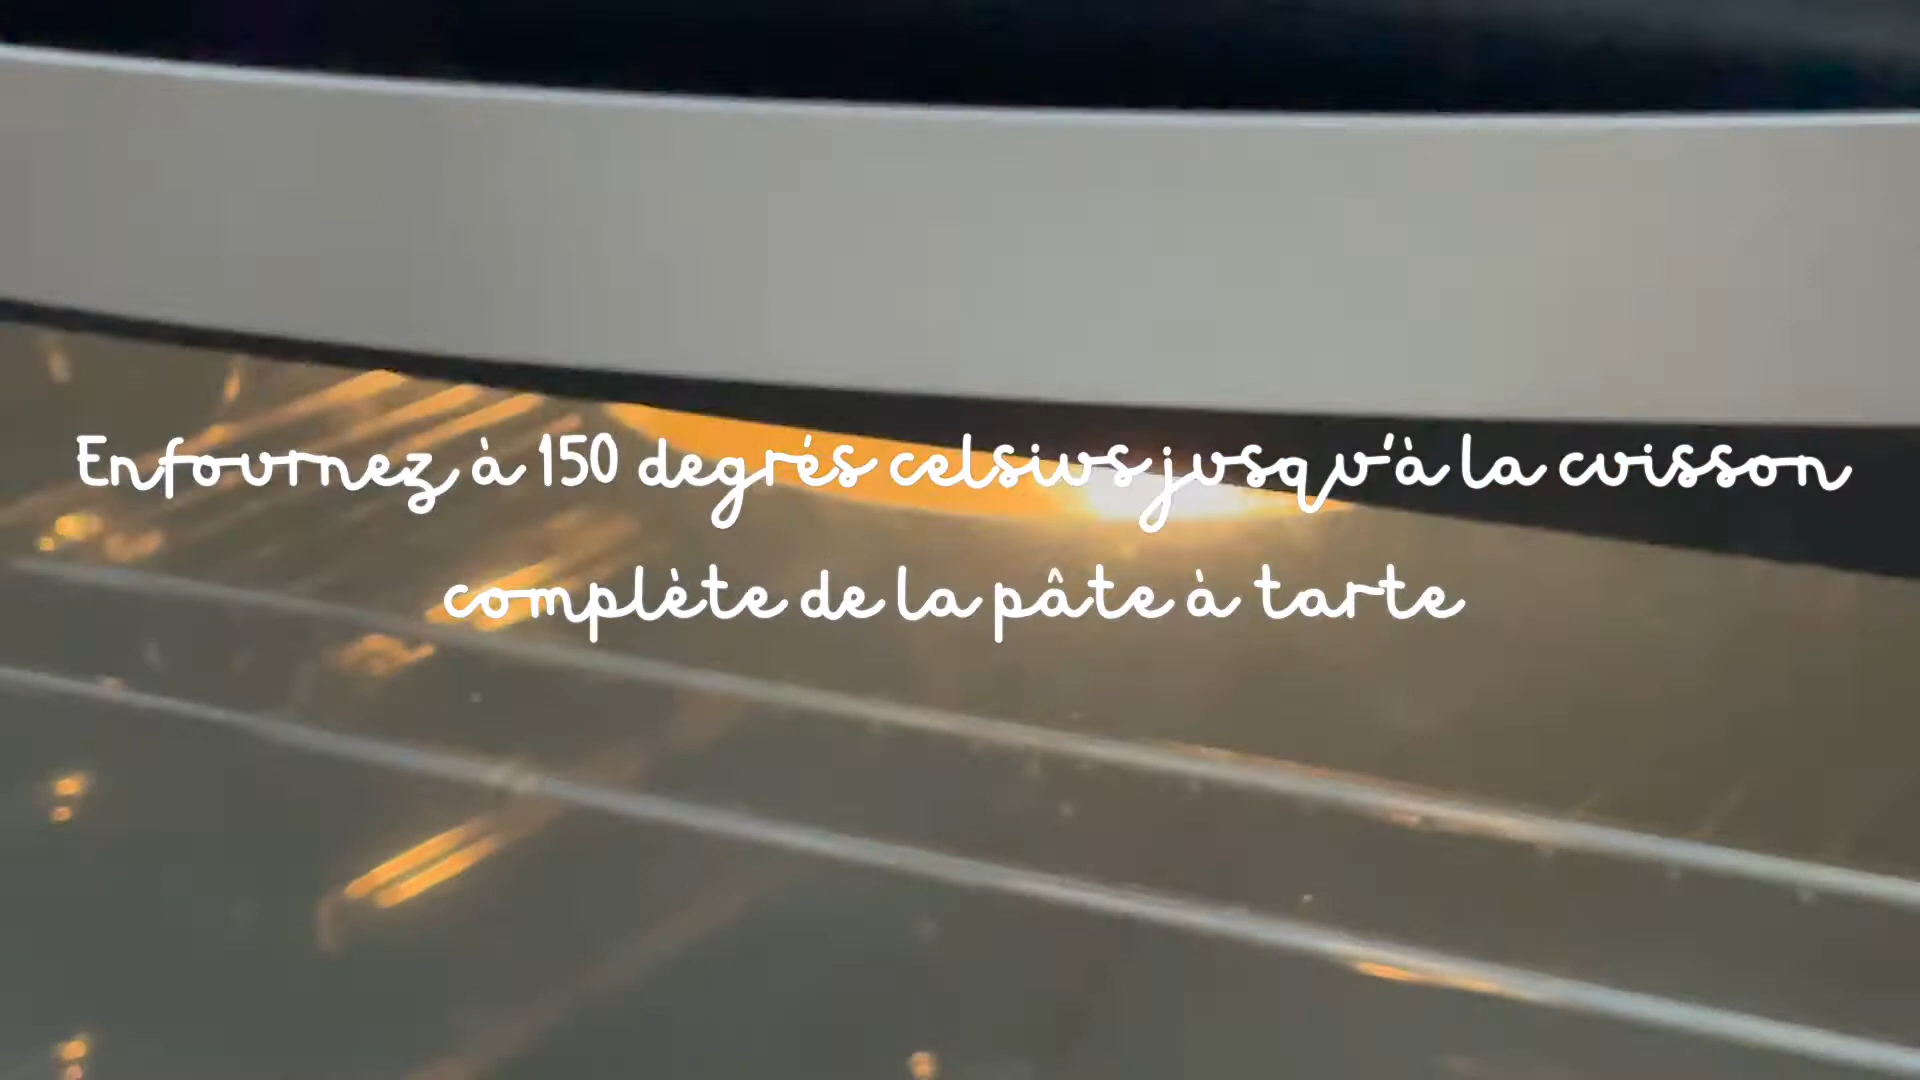 Enfournez à 150 degrés celsius jusqu'à la cuisson
complète de la pâte à tarte